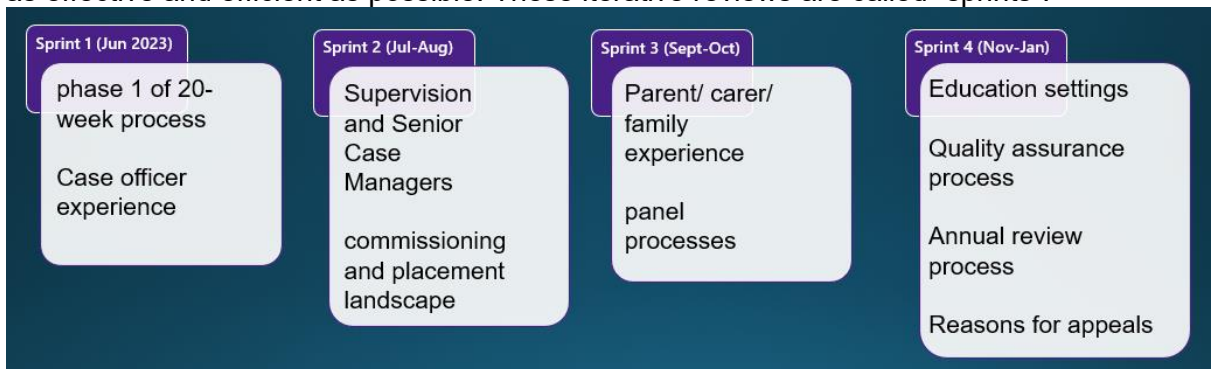 as effective and efficient as possible. These iterative reviews are called "sprints".
Sprint 1 (Jun 2023)
phase 1 of 20-
week process
Case officer
experience
Sprint 2 (Jul-Aug)
Supervision
and Senior
Case
Managers
commissioning
and placement
landscape
Sprint 3 (Sept-Oct)
Parent/ carer/
family
experience
panel
processes
Sprint 4 (Nov-Jan)
Education settings
Quality assurance
process
Annual review
process
Reasons for appeals